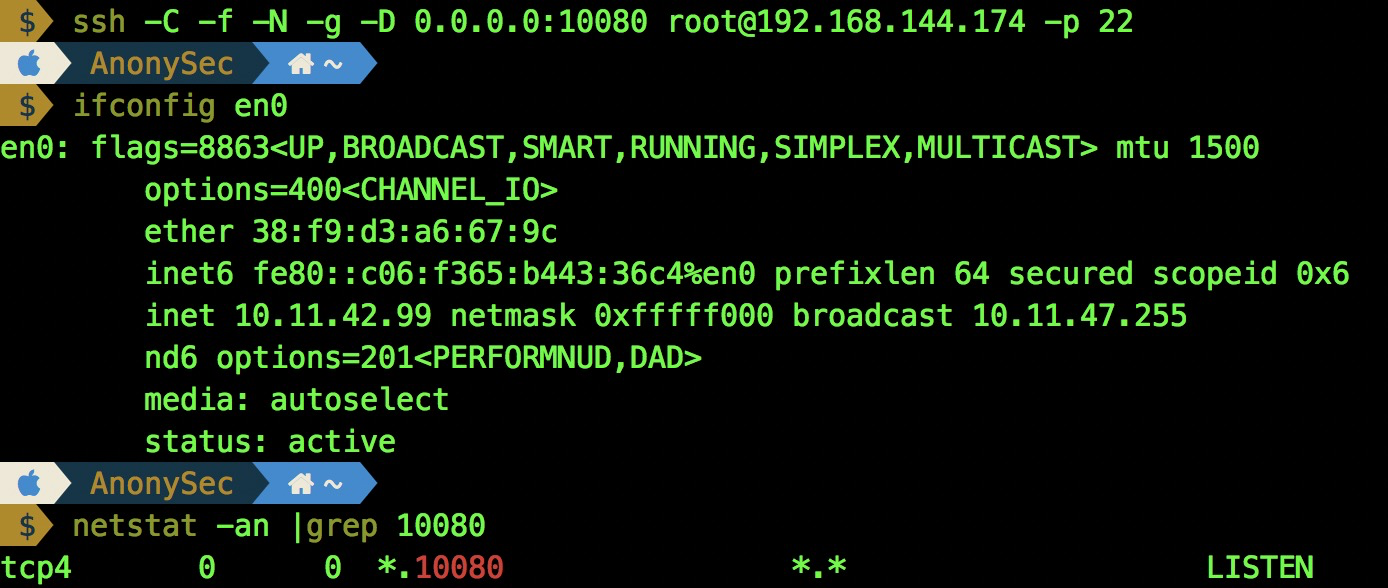 $ ssh -C -f -N -g -D 0.0.0.0:10080 root@192.168.144.174 -p 22
AnonySec ~
$ ifconfig en0
en0: flags=8863<UP,BROADCAST,SMART,RUNNING,SIMPLEX,MULTICAST> mtu 1500
options=400<CHANNEL_IO>
ether 38:f9:d3:a6:67:9c
inet6 fe80::c06:f365:b443:36c4%en0 prefixlen 64 secured scopeid 0x6
inet 10.11.42.99 netmask 0xfffff000 broadcast 10.11.47.255
nd6 options=201<PERFORMNUD,DAD>
media: autoselect
status: active
AnonySec ~
$ netstat -an |grep 10080
tcp4 0 0 *.10080 *.* LISTEN